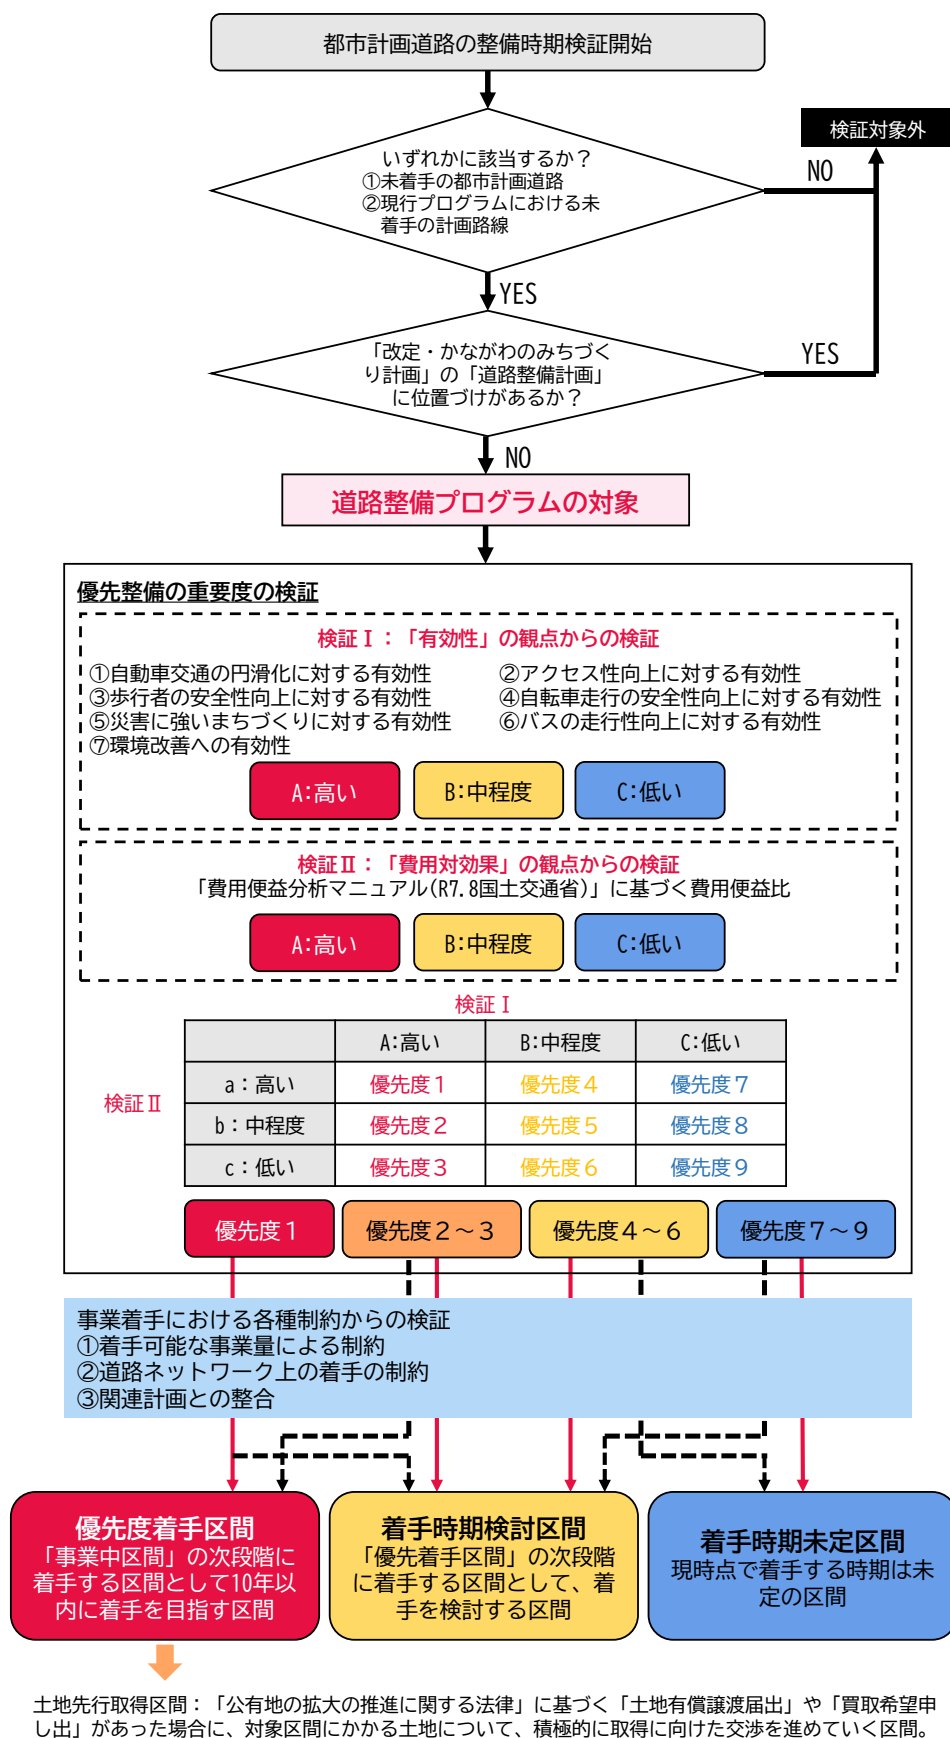 都市計画道路の整備時期検証開始
検証対象外
いずれかに該当するか？
①未着手の都市計画道路
②現行プログラムにおける未
着手の計画路線
NO
YES
「改定・かながわのみちづく
り計画」の「道路整備計画」
に位置づけがあるか？
YES
NO
道路整備プログラムの対象
優先整備の重要度の検証
検証Ⅰ：「有効性」の観点からの検証
①自動車交通の円滑化に対する有効性
②アクセス性向上に対する有効性
③歩行者の安全性向上に対する有効性
④自転車走行の安全性向上に対する有効性
⑤災害に強いまちづくりに対する有効性
⑥バスの走行性向上に対する有効性
⑦環境改善への有効性
A:高い
B:中程度
C:低い
検証Ⅱ：「費用対効果」の観点からの検証
「費用便益分析マニュアル(R7.8国土交通省)」に基づく費用便益比
A:高い
B:中程度
C:低い
検証Ⅰ
A:高い B:中程度 C:低い
検証Ⅱ
a：高い 優先度１ 優先度４ 優先度７
b：中程度 優先度２ 優先度５ 優先度８
c：低い 優先度３ 優先度６ 優先度９
優先度１
優先度２～３
優先度４～６
優先度７～９
事業着手における各種制約からの検証
①着手可能な事業量による制約
②道路ネットワーク上の着手の制約
③関連計画との整合
優先度着手区間
「事業中区間」の次段階に
着手する区間として10年以
内に着手を目指す区間
着手時期検討区間
「優先着手区間」の次段階
に着手する区間として、着
手を検討する区間
着手時期未定区間
現時点で着手する時期は未
定の区間
土地先行取得区間：「公有地の拡大の推進に関する法律」に基づく「土地有償譲渡届出」や「買取希望申
し出」があった場合に、対象区間にかかる土地について、積極的に取得に向けた交渉を進めていく区間。